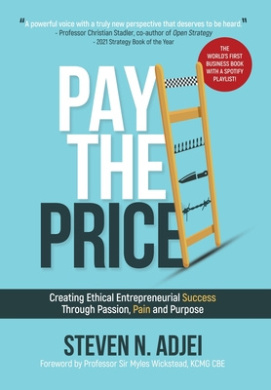 “A powerful voice with a truly new perspective that deserves to be heard.”
- Professor Christian Stadler; co-author of Open Strategy
- 2021 Strategy Book of the Year
THE
WORLD'S FIRST
BUSINESS BOOK
WITH A SPOTIFY
PLAYLIST!
PAY
THE
PRICE
Creating Ethical Entrepreneurial Success
Through Passion, Pain and Purpose
STEVEN N. ADJEI
Foreword by Professor Sir Myles Wickstead, KCMG CBE